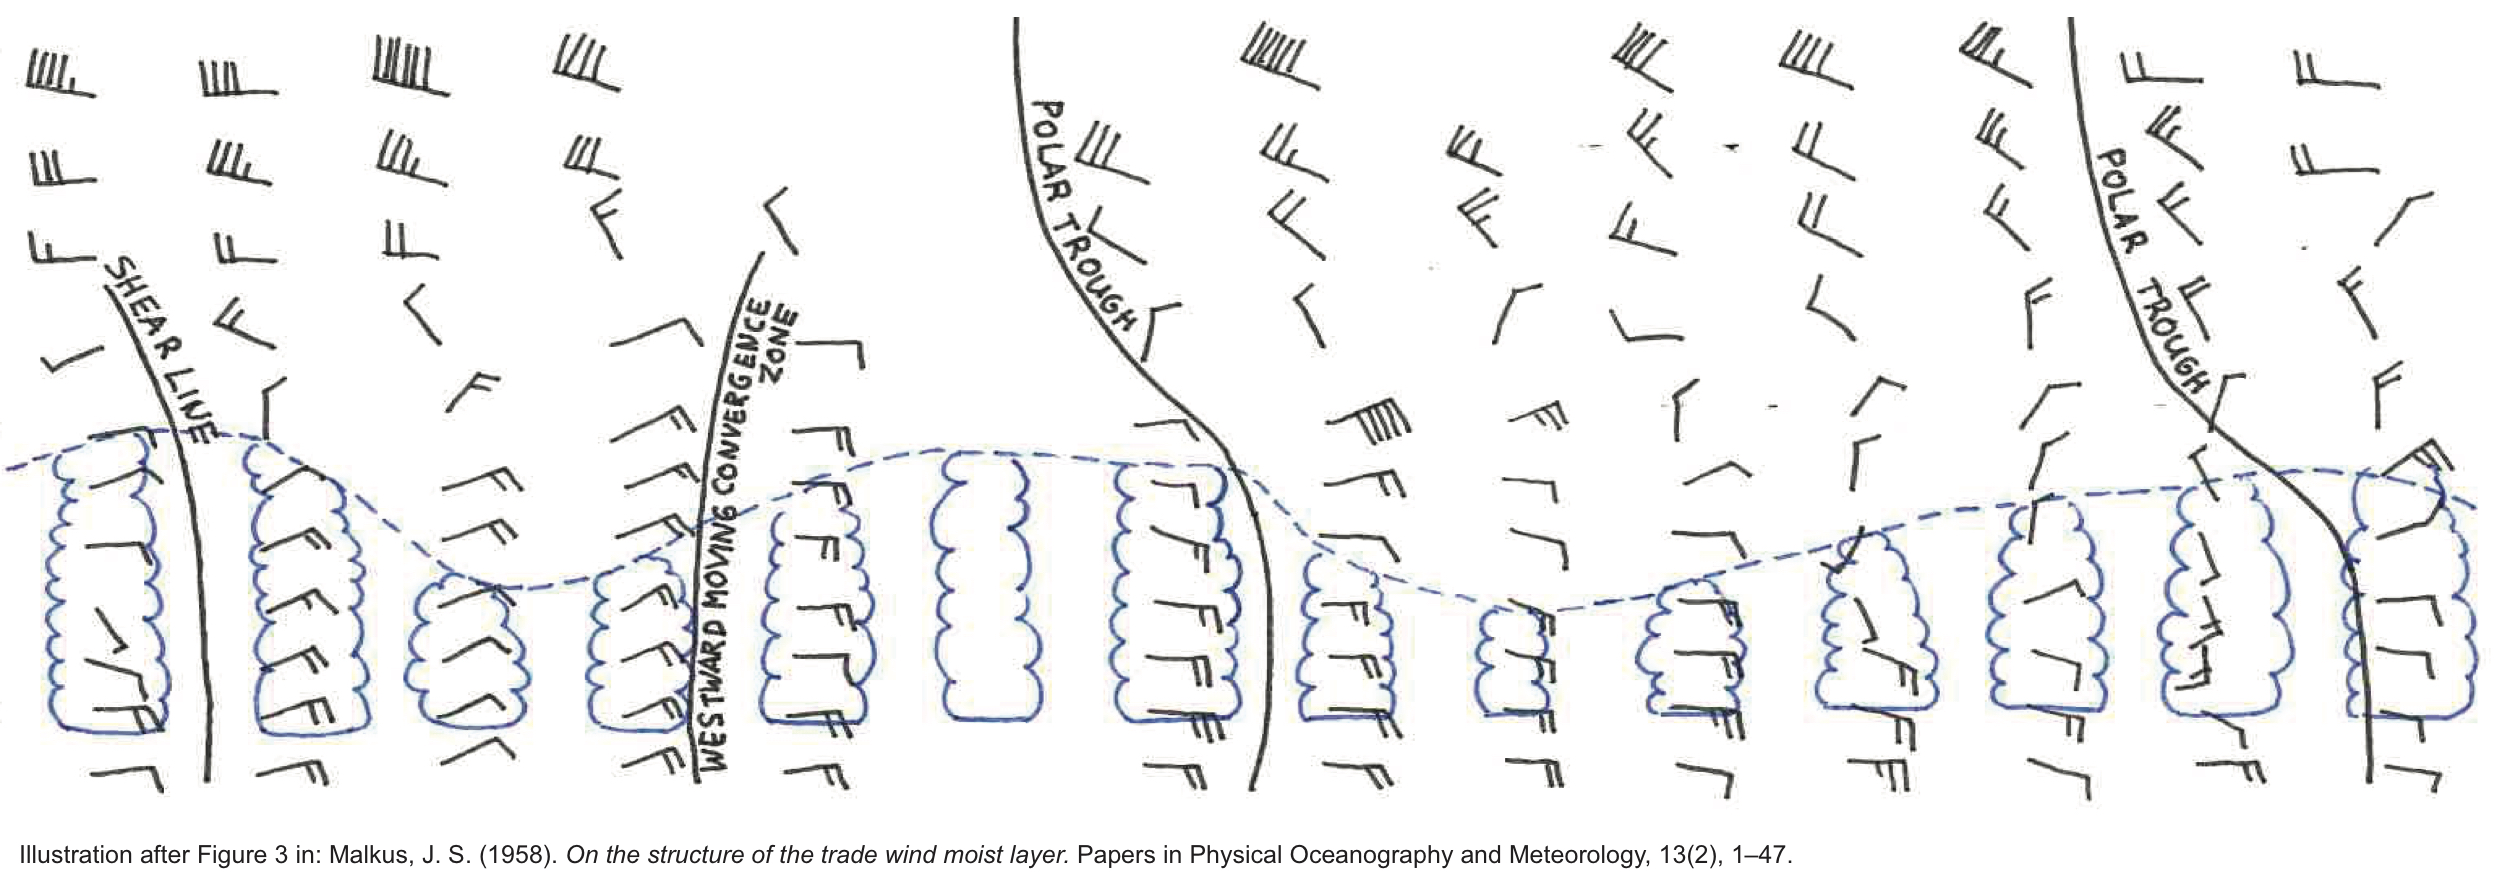 SHEAR LINE
WESTWARD MOVING CONVERGENCE
ZONE
POLAR TROUGH
POLAR TROUGH
Illustration after Figure 3 in: Malkus, J. S. (1958). On the structure of the trade wind moist layer. Papers in Physical Oceanography and Meteorology, 13(2), 1–47.